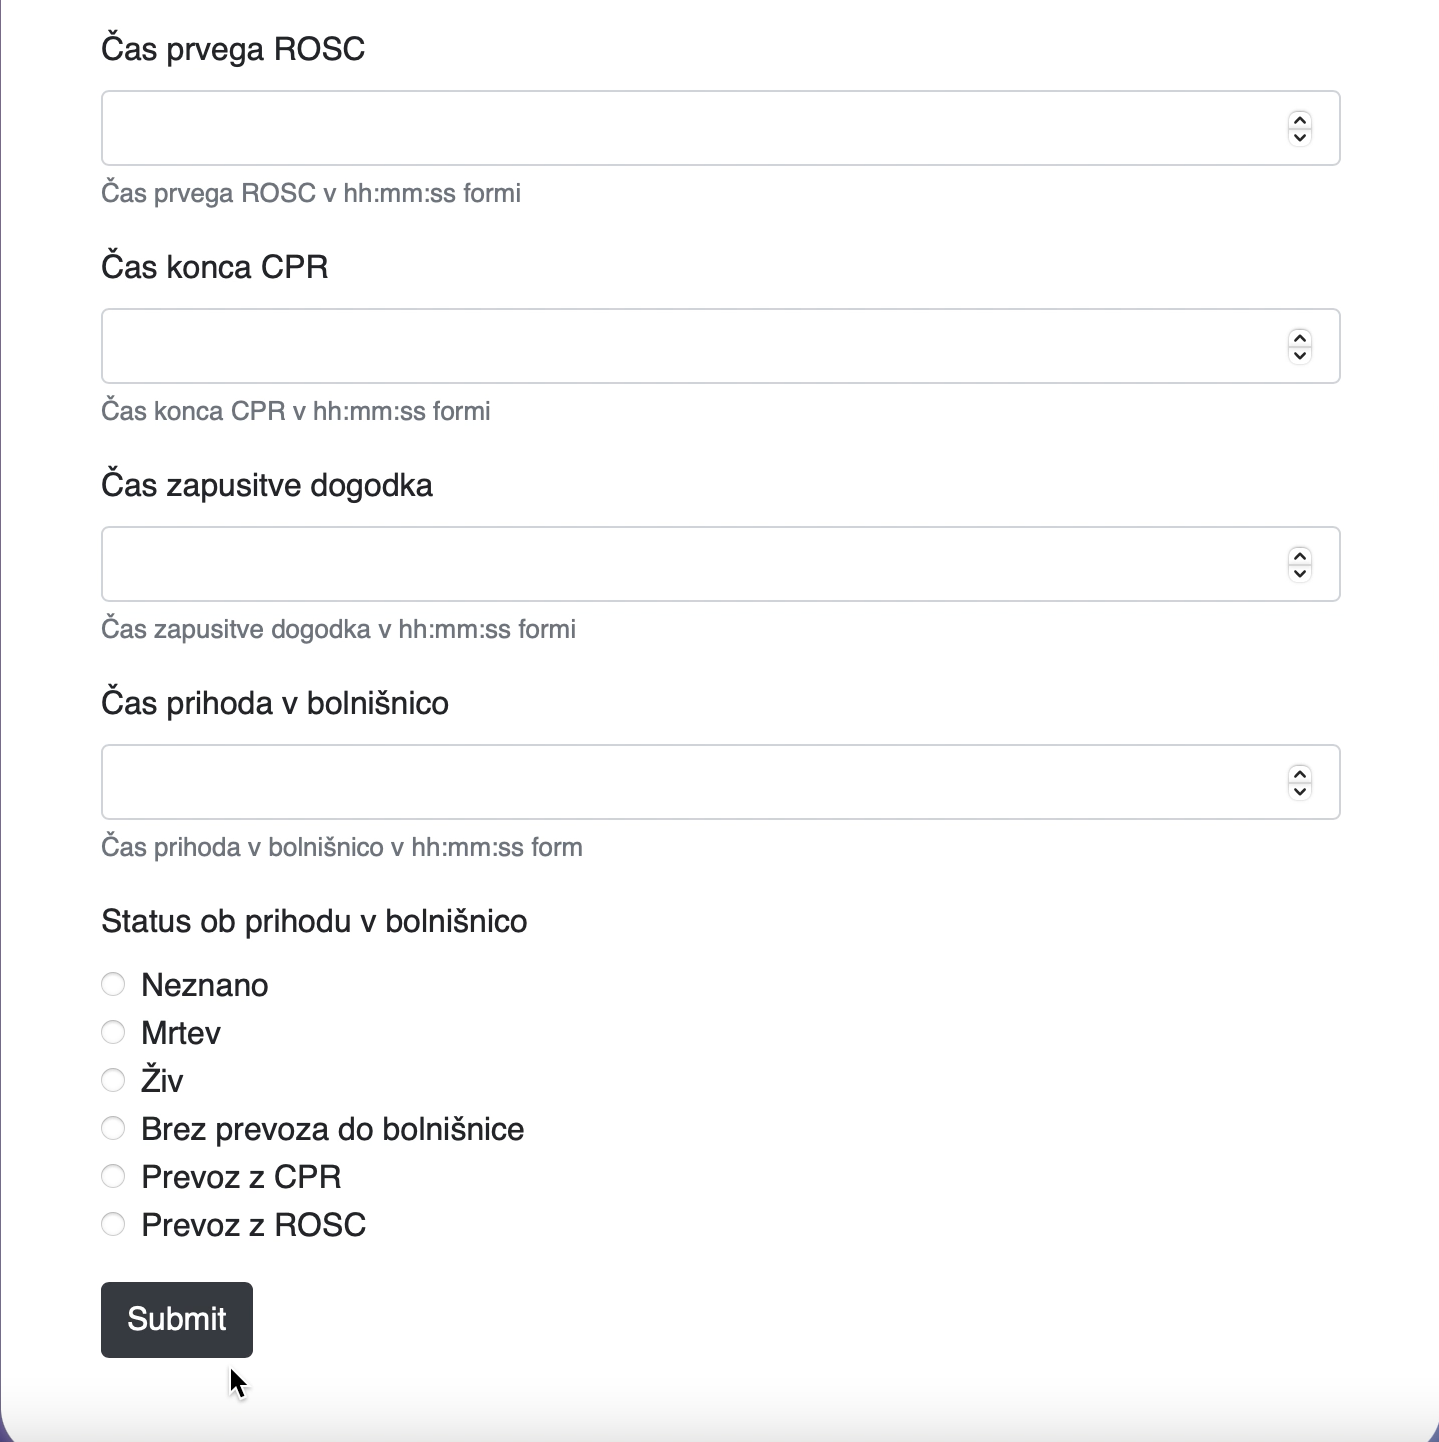 Čas prvega ROSC
Čas prvega ROSC v hh:mm:ss formi
Čas konca CPR
Čas konca CPR v hh:mm:ss formi
Čas zapusitve dogodka
Čas zapusitve dogodka v hh:mm:ss formi
Čas prihoda v bolnišnico
Čas prihoda v bolnišnico v hh:mm:ss form
Status ob prihodu v bolnišnico
Neznano
Mrtev
Živ
Brez prevoza do bolnišnice
Prevoz z CPR
Prevoz z ROSC
Submit